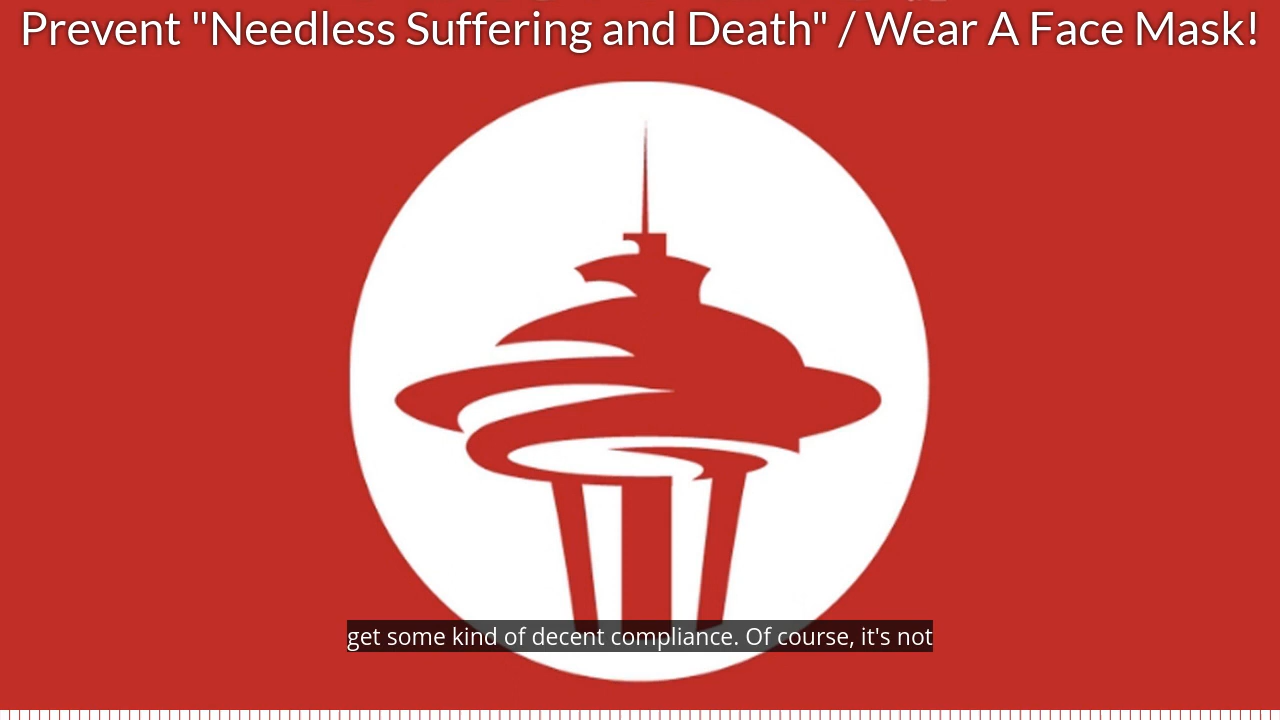 Prevent "Needless Suffering and Death" / Wear A Face Mask!
get some kind of decent compliance. Of course, it's not